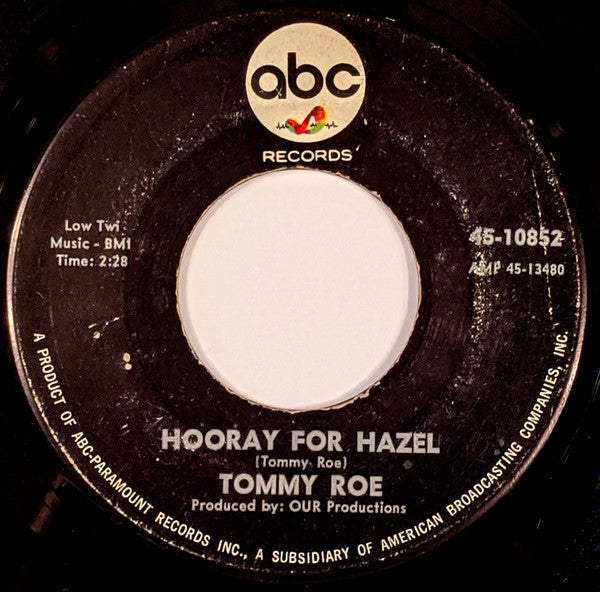 abc
RECORDS
Low Twi
Music - BMI
Time: 2:28
45-10852
AMP 45-13480
HOORAY FOR HAZEL
(Tommy Roe)
TOMMY ROE
Produced by: OUR Productions
A PRODUCT OF ABC-PARAMOUNT RECORDS INC., A SUBSIDIARY OF AMERICAN BROADCASTING COMPANIES, INC.